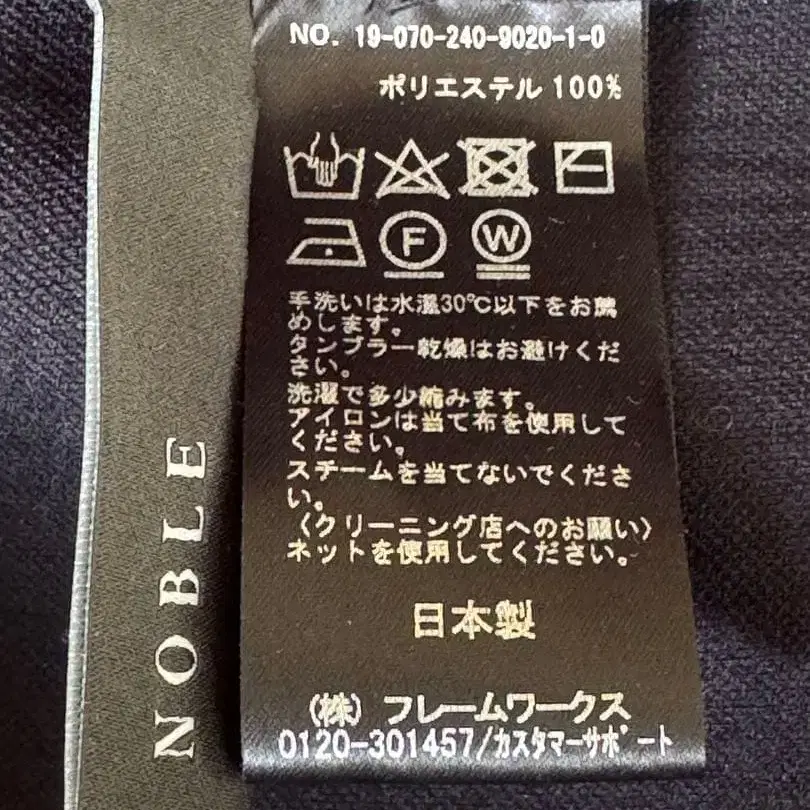 NO. 19-070-240-9020-1-0
ポリエステル 100%
F W
手洗いは水温30℃以下をお薦
めします。
タンブラー乾燥はお避けくだ
さい。
洗濯で多少縮みます。
アイロンは当て布を使用して
ください。
スチームを当てないでくださ
い。
〈クリーニング店へのお願い〉
ネットを使用してください。
日本製
(株) フレームワークス
0120-301457/カスタマーサポート
NOBLE